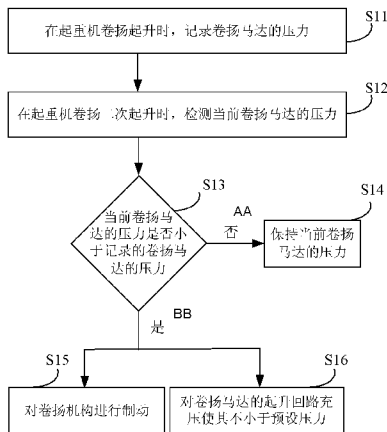 S11
在起重机卷扬起升时，记录卷扬马达的压力
S12
在起重机卷扬二次起升时，检测当前卷扬马达的压力
S13
当前卷扬马
达的压力是否小
于记录的卷扬马
达的压力
AA
否
S14
保持当前卷扬
马达的压力
是
BB
S15
对卷扬机构进行制动
S16
对卷扬马达的起升回路充
压使其不小于预设压力